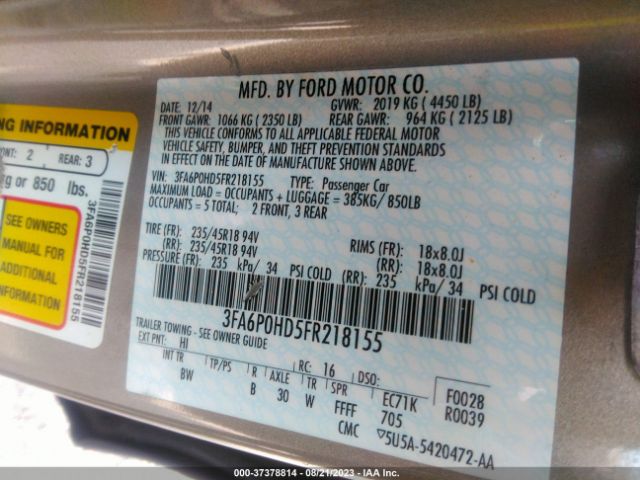 NG INFORMATION
ONT: 2 REAR: 3
kg or 850 lbs.
SEE OWNERS
MANUAL FOR
ADDITIONAL
INFORMATION
3FA6P0HD5FR218155
MFD. BY FORD MOTOR CO.
DATE: 12/14 GVWR: 2019 KG ( 4450 LB)
FRONT GAWR: 1066 KG ( 2350 LB) REAR GAWR: 964 KG ( 2125 LB)
THIS VEHICLE CONFORMS TO ALL APPLICABLE FEDERAL MOTOR
VEHICLE SAFETY, BUMPER, AND THEFT PREVENTION STANDARDS
IN EFFECT ON THE DATE OF MANUFACTURE SHOWN ABOVE.
VIN: 3FA6P0HD5FR218155 TYPE: Passenger Car
MAXIMUM LOAD = OCCUPANTS + LUGGAGE = 385KG/ 850LB
OCCUPANTS = 5 TOTAL: 2 FRONT, 3 REAR
TIRE (FR): 235/45R18 94V RIMS (FR): 18x8.0J
(RR): 235/45R18 94V (RR): 18x8.0J
PRESSURE (FR): 235 kPa/ 34 PSI COLD (RR): 235 kPa/ 34 PSI COLD
3FA6P0HD5FR218155
TRAILER TOWING - SEE OWNER GUIDE
EXT PNT: HI RC: 16 DSO: F0028
INT TR TP/PS R AXLE TR SPR EC71K R0039
BW B 30 W FFFF 705
CMC ▽5U5A-5420472-AA
000-37378814 - 08/21/2023 - IAA Inc.